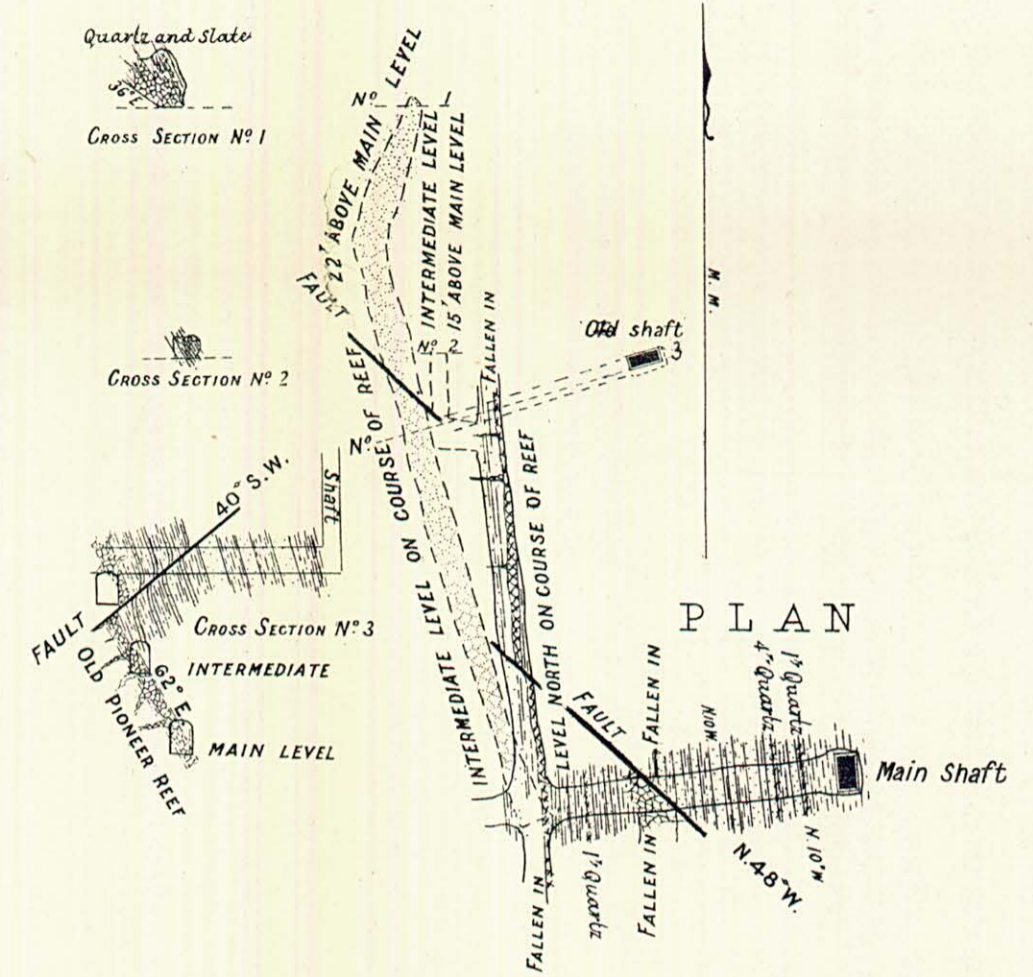 Quartz and Slate
36° E.
CROSS SECTION Nº 1
CROSS SECTION Nº 2
40° S.W.
Shaft
FAULT
CROSS SECTION Nº 3
INTERMEDIATE
62° E.
OLD PIONEER REEF
MAIN LEVEL
Nº 1
22' ABOVE MAIN LEVEL
INTERMEDIATE LEVEL
15' ABOVE MAIN LEVEL
FAULT
Nº 2
FALLEN IN
Old shaft
Nº 3
M.M.
INTERMEDIATE LEVEL ON COURSE OF REEF
LEVEL NORTH ON COURSE OF REEF
PLAN
FAULT
FALLEN IN
N10W.
4" Quartz
1" Quartz
Main Shaft
FALLEN IN
1" Quartz
FALLEN IN
N. 48° W.
N. 10° W